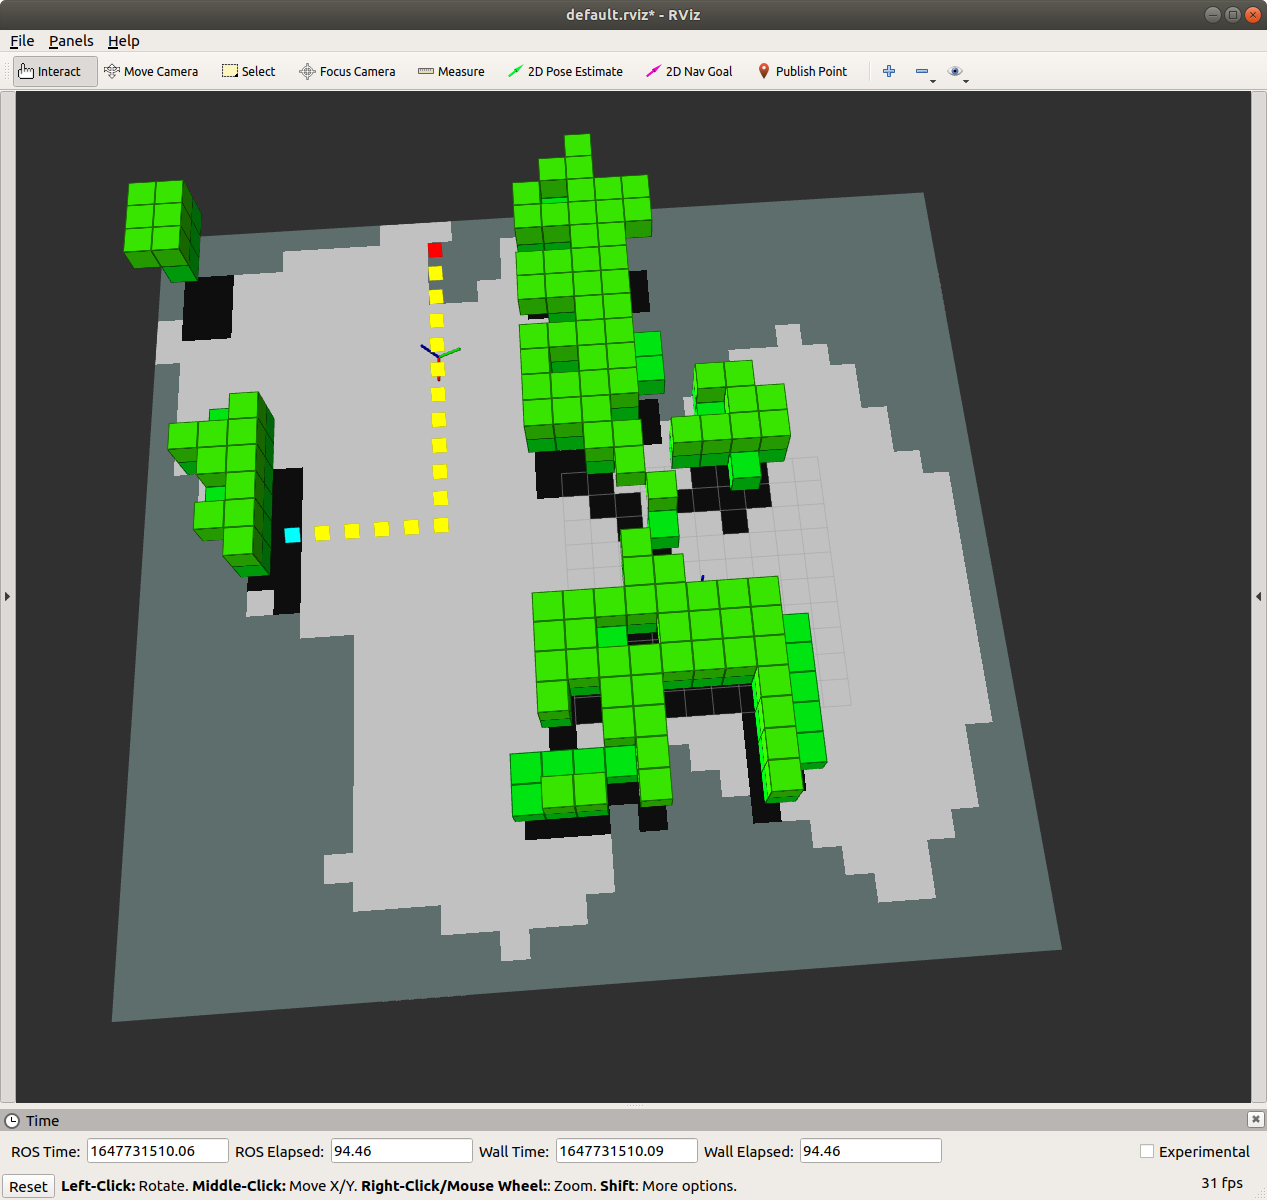 default.rviz* - RViz
File Panels Help
Interact Move Camera Select Focus Camera Measure 2D Pose Estimate 2D Nav Goal Publish Point
Time
ROS Time: 1647731510.06 ROS Elapsed: 94.46 Wall Time: 1647731510.09 Wall Elapsed: 94.46 Experimental
Reset Left-Click: Rotate. Middle-Click: Move X/Y. Right-Click/Mouse Wheel:: Zoom. Shift: More options. 31 fps